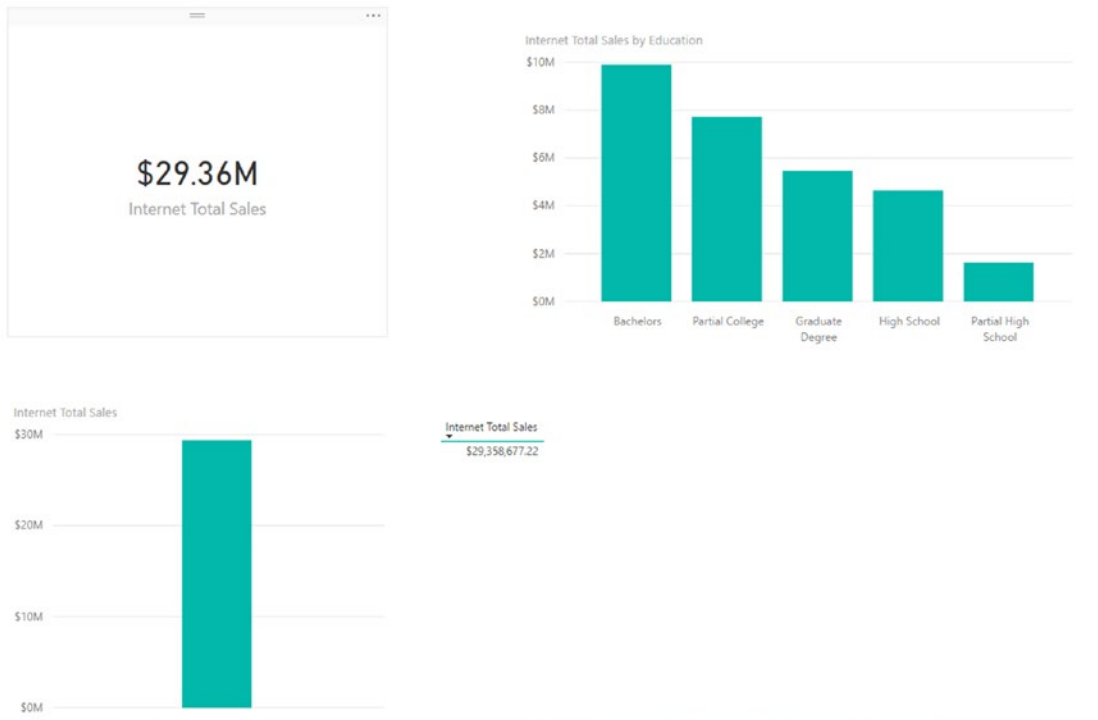 $29.36M
Internet Total Sales
Internet Total Sales by Education
$10M
$8M
$6M
$4M
$2M
$0M
Bachelors
Partial College
Graduate
Degree
High School
Partial High
School
Internet Total Sales
$30M
$20M
$10M
$0M
Internet Total Sales
$29,358,677.22